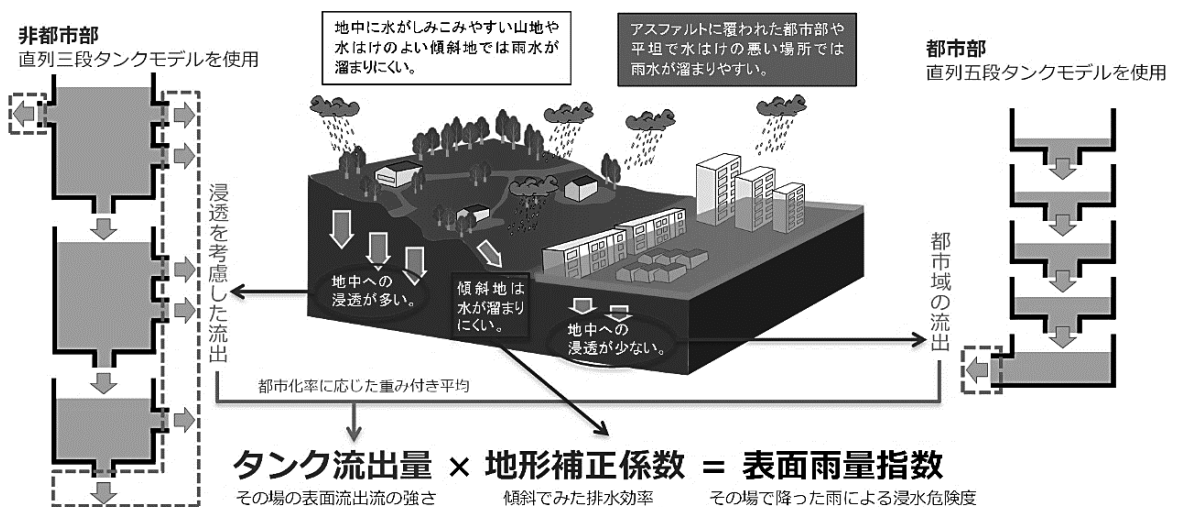 非都市部
直列三段タンクモデルを使用
地中に水がしみこみやすい山地や
水はけのよい傾斜地では雨水が
溜まりにくい。
アスファルトに覆われた都市部や
平坦で水はけの悪い場所では
雨水が溜まりやすい。
都市部
直列五段タンクモデルを使用
浸透を考慮した流出
地中への
浸透が多い。
傾斜地は
水が溜まり
にくい。
地中への
浸透が少ない。
都市域の流出
都市化率に応じた重み付き平均
タンク流出量 × 地形補正係数 = 表面雨量指数
その場の表面流出流の強さ
傾斜でみた排水効率
その場で降った雨による浸水危険度